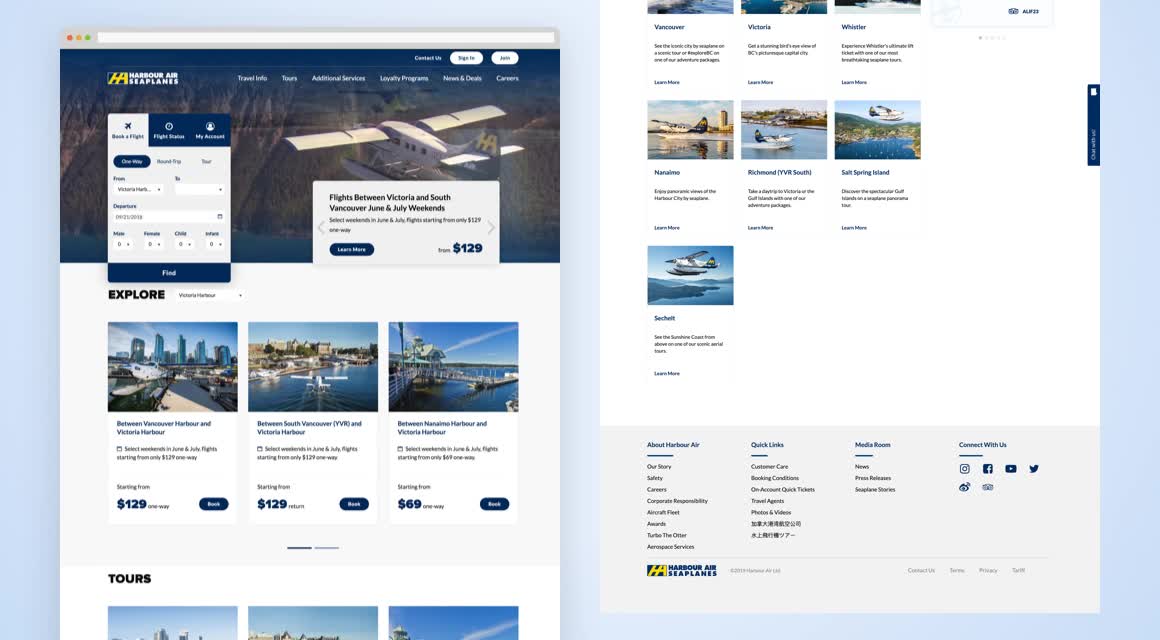 Contact Us
Sign In
Join
HARBOUR AIR
SEAPLANES
Travel Info
Tours
Additional Services
Loyalty Programs
News & Deals
Careers
Book a Flight
Flight Status
My Account
One-Way
Round-Trip
Tour
From
To
Victoria Harb...
Departure
09/21/2018
Male
Female
Child
Infant
0
0
0
0
Find
Flights Between Victoria and South
Vancouver June & July Weekends
Select weekends in June & July, flights starting from only $129
one-way
Learn More
from $129
EXPLORE
Victoria Harbour
Between Vancouver Harbour and
Victoria Harbour
Select weekends in June & July, flights
starting from only $129 one-way
Starting from
$129 one-way
Book
Between South Vancouver (YVR) and
Victoria Harbour
Select weekends in June & July, flights
starting from only $129 one-way.
Starting from
$129 return
Book
Between Nanaimo Harbour and
Victoria Harbour
Select weekends in June & July, flights
starting from only $69 one-way.
Starting from
$69 one-way
Book
TOURS
Vancouver
See the iconic city by seaplane on
a scenic tour or #exploreBC on
one of our adventure packages.
Learn More
Victoria
Get a stunning bird's eye view of
BC's picturesque capital city.
Learn More
Whistler
Experience Whistler's ultimate lift
ticket with one of our most
breathtaking seaplane tours.
Learn More
ALIF23
Chat with us!
Nanaimo
Enjoy panoramic views of the
Harbour City by seaplane.
Learn More
Richmond (YVR South)
Take a daytrip to Victoria or the
Gulf Islands with one of our
adventure packages.
Learn More
Salt Spring Island
Discover the spectacular Gulf
Islands on a seaplane panorama
tour.
Learn More
Sechelt
See the Sunshine Coast from
above on one of our scenic aerial
tours.
Learn More
About Harbour Air
Our Story
Safety
Careers
Corporate Responsibility
Aircraft Fleet
Awards
Turbo The Otter
Aerospace Services
Quick Links
Customer Care
Booking Conditions
On-Account Quick Tickets
Travel Agents
Photos & Videos
加拿大港湾航空公司
水上飛行機ツアー
Media Room
News
Press Releases
Seaplane Stories
Connect With Us
HARBOUR AIR
SEAPLANES
©2019 Harbour Air Ltd.
Contact Us
Terms
Privacy
Tariff